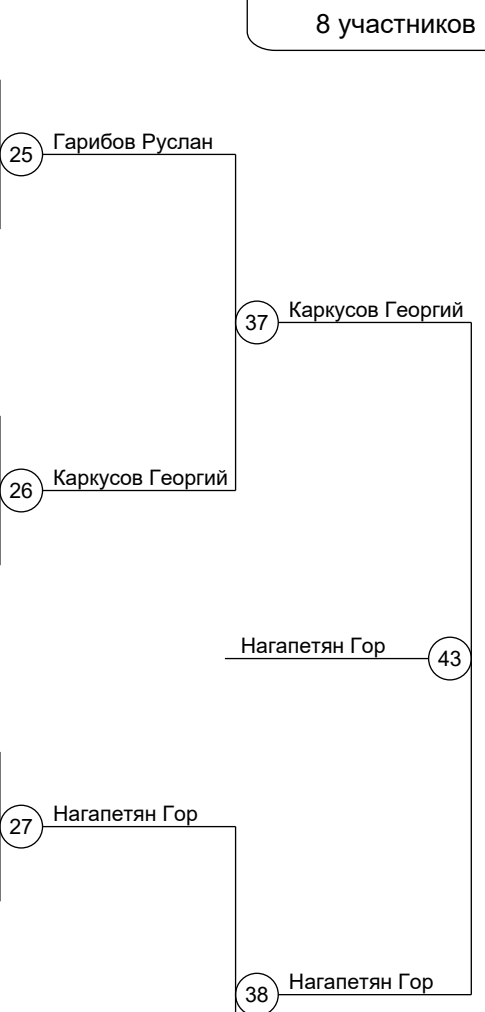 8 участников
Гарибов Руслан
25
Каркусов Георгий
37
Каркусов Георгий
26
Нагапетян Гор
43
Нагапетян Гор
27
Нагапетян Гор
38